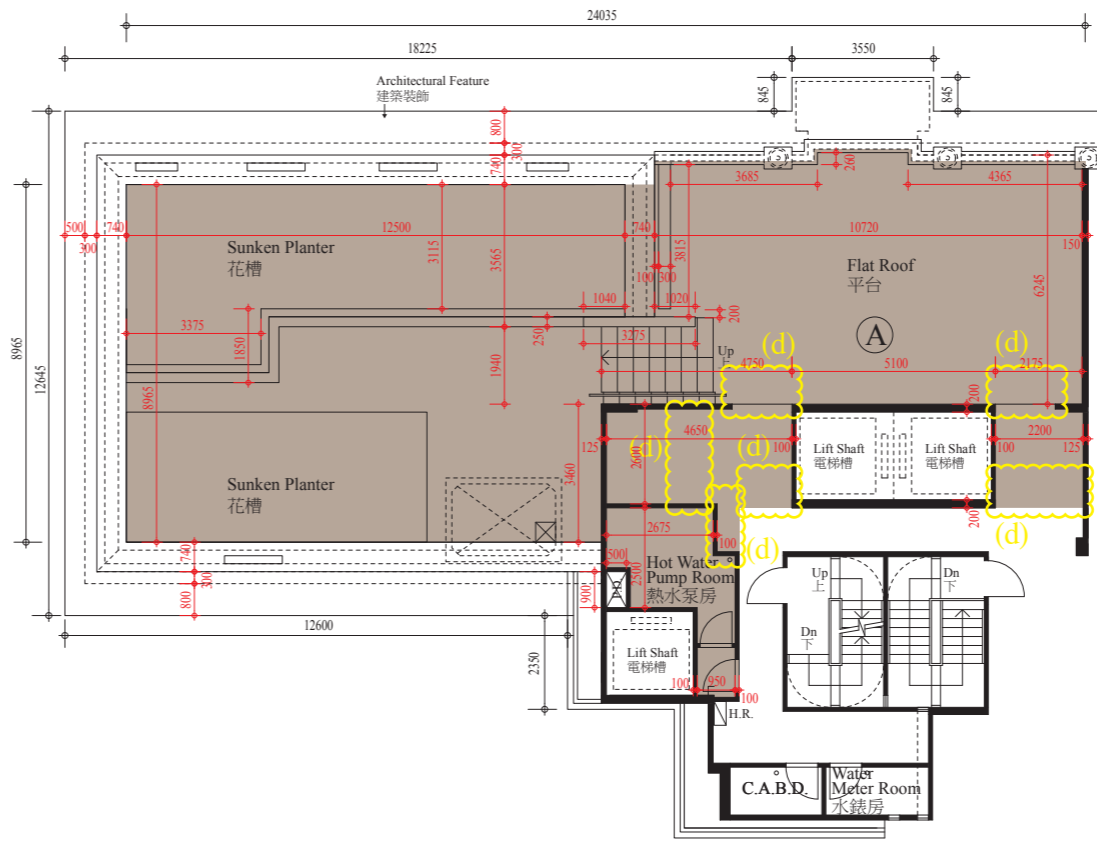 24035
18225
3550
845
845
Architectural Feature
建築裝飾
800
300
740
260
3685
4365
500
300
740
12500
740
10720
150
Sunken Planter
花槽
3115
3565
3815
100
300
Flat Roof
平台
6245
8965
12645
1040
1020
200
3375
1850
250
3275
A
Up
上
(d)
(d)
1940
4750
5100
2175
8965
200
125
4650
100
100
2200
125
(d)
(d)
2600
3460
Lift Shaft
電梯槽
Lift Shaft
電梯槽
Sunken Planter
花槽
200
2675
100
(d)
(d)
740
300
800
500
900
2500
Hot Water
Pump Room
熱水泵房
P.D.
Up
上
Dn
下
Dn
下
12600
2350
Lift Shaft
電梯槽
100
950
100
H.R.
C.A.B.D.
Water
Meter Room
水錶房